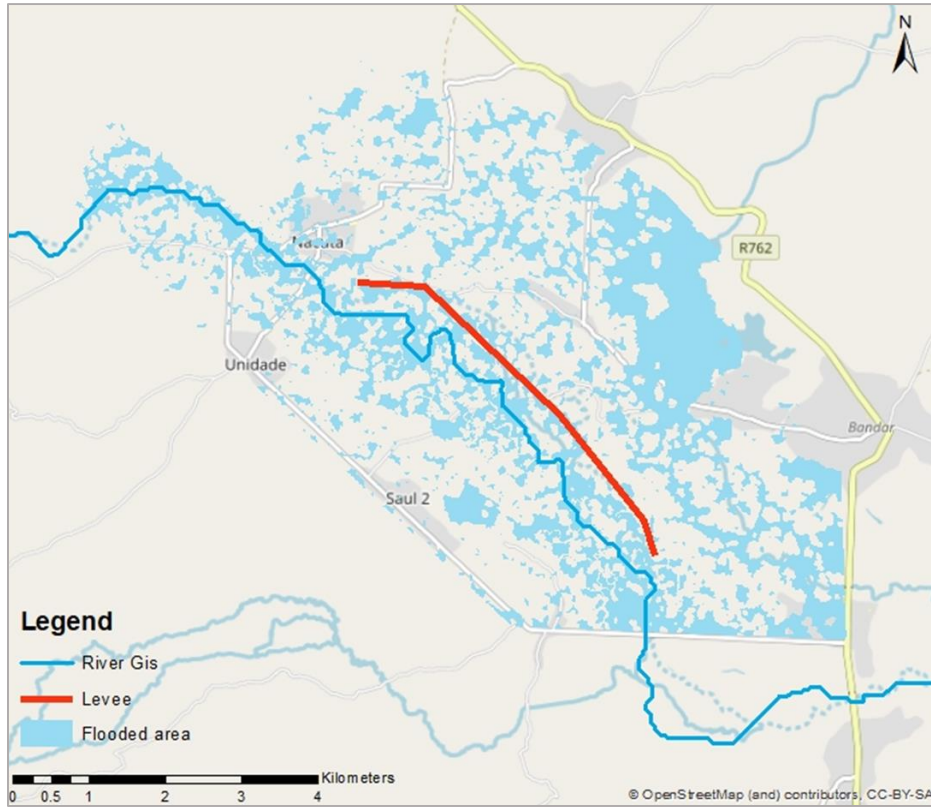 N
R762
Unidade
Bandar
Saul 2
Legend
River Gis
Levee
Flooded area
Kilometers
0 0.5 1 2 3 4
© OpenStreetMap (and) contributors, CC-BY-SA